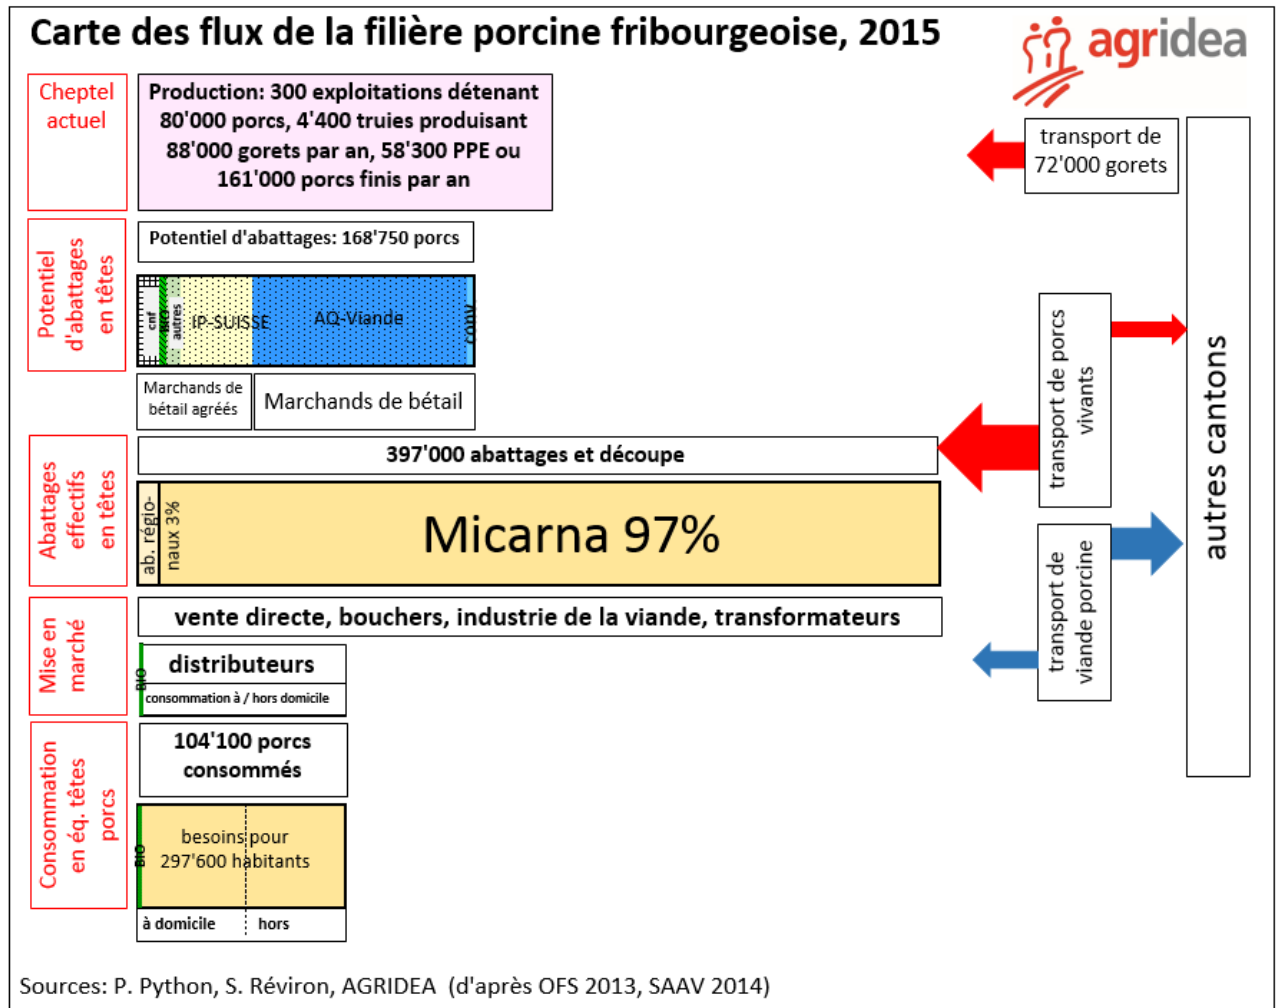 Carte des flux de la filière porcine fribourgeoise, 2015
agridea
Cheptel
actuel
Production: 300 exploitations détenant
80'000 porcs, 4'400 truies produisant
88'000 gorets par an, 58'300 PPE ou
161'000 porcs finis par an
transport de
72'000 gorets
Potentiel
d'abattages
en têtes
Potentiel d'abattages: 168'750 porcs
cnf
BIO
autres
IP-SUISSE
AQ-Viande
conv
Marchands de
bétail agréés
Marchands de bétail
transport de porcs
vivants
autres cantons
Abattages
effectifs
en têtes
397'000 abattages et découpe
ab. régio-
naux 3%
Micarna 97%
transport de
viande porcine
Mise en
marché
vente directe, bouchers, industrie de la viande, transformateurs
BIO
distributeurs
consommation à / hors domicile
Consommation
en éq. têtes
porcs
104'100 porcs
consommés
BIO
besoins pour
297'600 habitants
à domicile
hors
Sources: P. Python, S. Réviron, AGRIDEA (d'après OFS 2013, SAAV 2014)